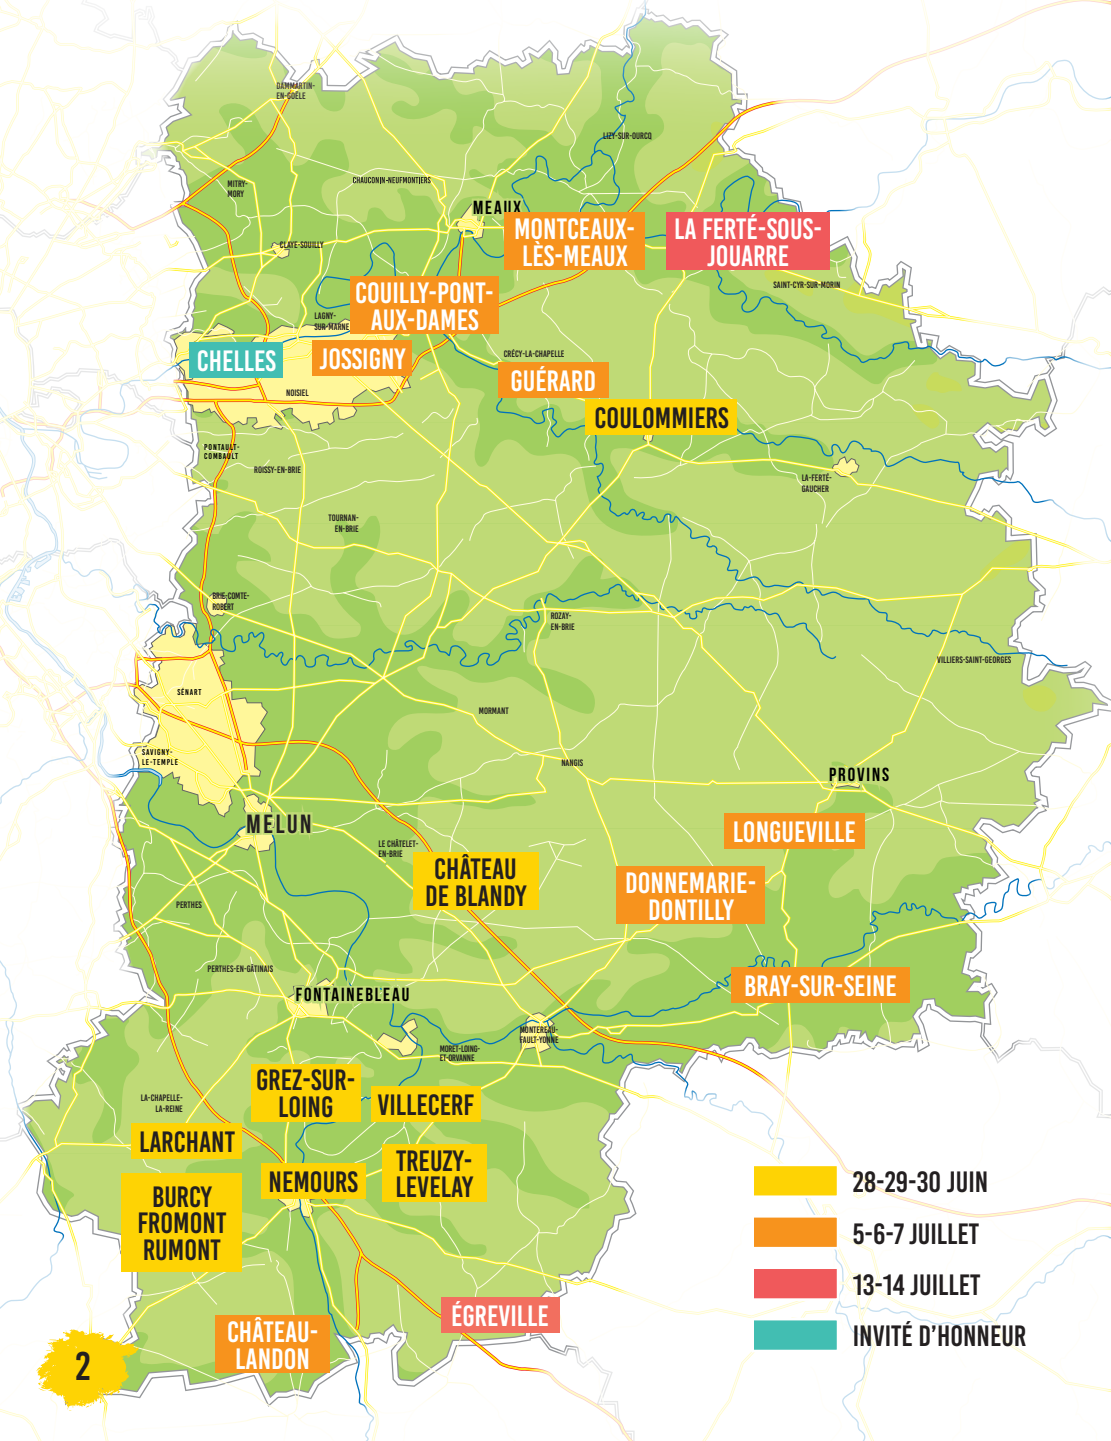 DAMMARTIN-
EN-GOËLE
LIZY-SUR-OURCQ
MITRY-
MORY
CHAUCONIN-NEUFMONTIERS
MEAUX
MONTCEAUX-
LÈS-MEAUX
LA FERTÉ-SOUS-
JOUARRE
CLAYE-SOUILLY
SAINT-CYR-SUR-MORIN
COUILLY-PONT-
AUX-DAMES
LAGNY-
SUR-MARNE
CHELLES
JOSSIGNY
CRÉCY-LA-CHAPELLE
GUÉRARD
NOISIEL
COULOMMIERS
PONTAULT-
COMBAULT
ROISSY-EN-BRIE
LA-FERTÉ-
GAUCHER
TOURNAN-
EN-BRIE
BRIE-COMTE-
ROBERT
ROZAY-
EN-BRIE
VILLIERS-SAINT-GEORGES
SÉNART
MORMANT
SAVIGNY-
LE-TEMPLE
NANGIS
PROVINS
MELUN
LONGUEVILLE
LE CHÂTELET-
EN-BRIE
CHÂTEAU
DE BLANDY
DONNEMARIE-
DONTILLY
PERTHES
PERTHES-EN-GÂTINAIS
BRAY-SUR-SEINE
FONTAINEBLEAU
MONTEREAU-
FAULT-YONNE
MORET-LOING-
ET-ORVANNE
GREZ-SUR-
LOING
VILLECERF
LA-CHAPELLE-
LA-REINE
LARCHANT
TREUZY-
LEVELAY
NEMOURS
BURCY
FROMONT
RUMONT
28-29-30 JUIN
5-6-7 JUILLET
13-14 JUILLET
INVITÉ D'HONNEUR
ÉGREVILLE
CHÂTEAU-
LANDON
2